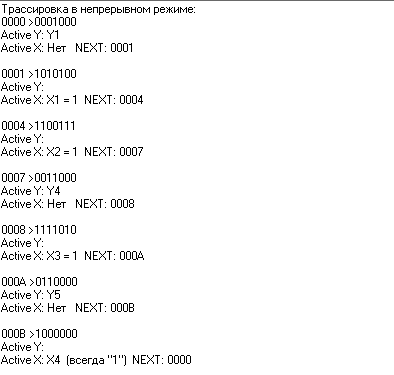 Трассировка в непрерывном режиме:
0000 >0001000
Active Y: Y1
Active X: Нет   NEXT: 0001
0001 >1010100
Active Y:
Active X: X1 = 1  NEXT: 0004
0004 >1100111
Active Y:
Active X: X2 = 1  NEXT: 0007
0007 >0011000
Active Y: Y4
Active X: Нет   NEXT: 0008
0008 >1111010
Active Y:
Active X: X3 = 1  NEXT: 000A
000A >0110000
Active Y: Y5
Active X: Нет   NEXT: 000B
000B >1000000
Active Y:
Active X: X4  (всегда "1")  NEXT: 0000